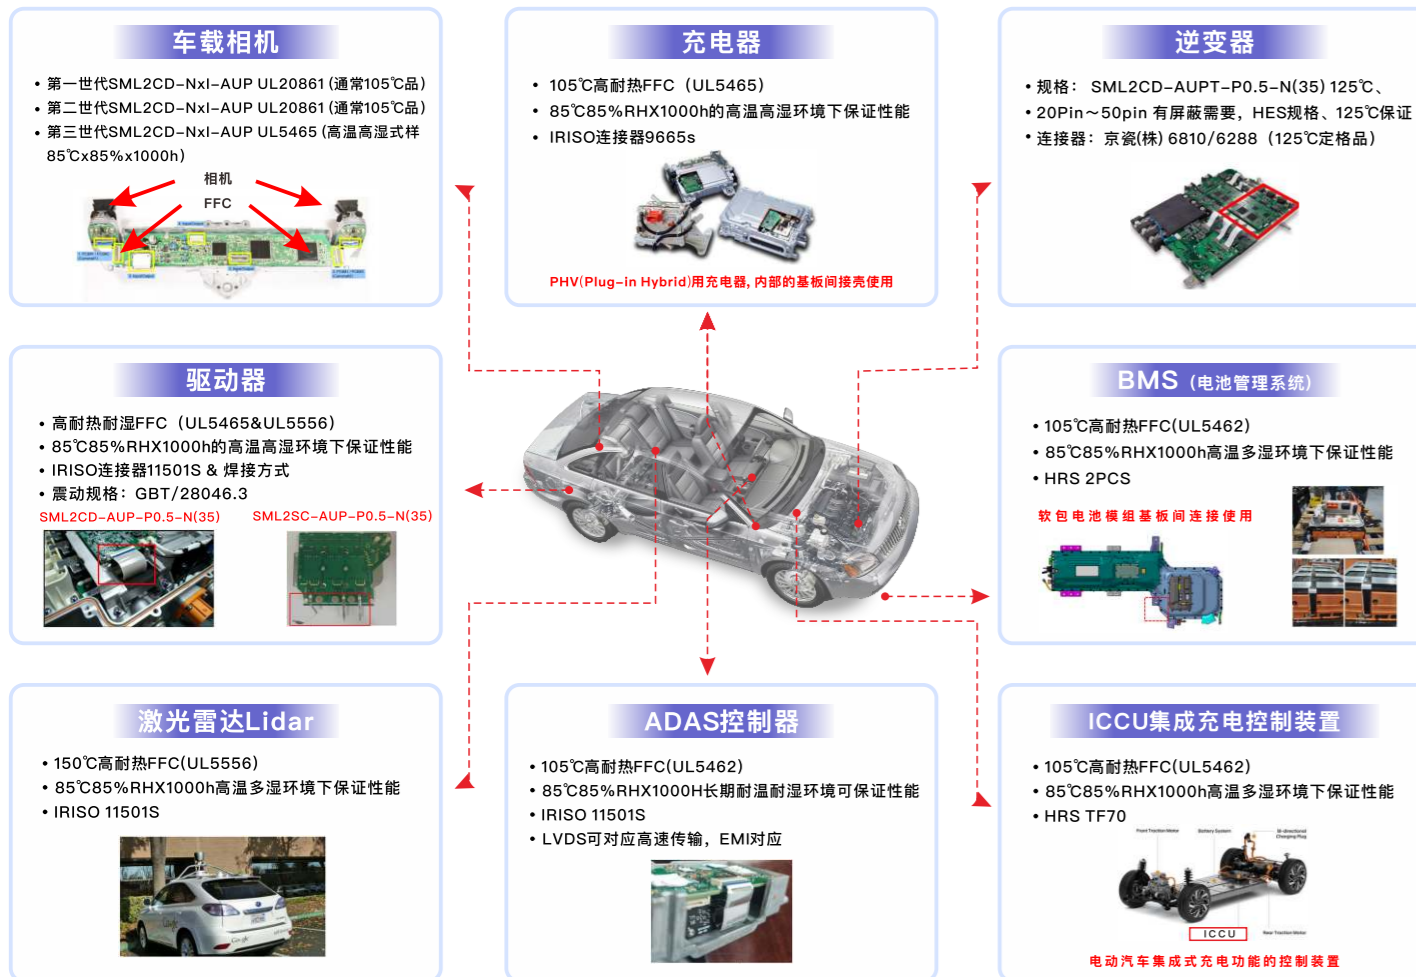 车载相机
• 第一世代SML2CD-NxI-AUP UL20861 (通常105℃品)
• 第二世代SML2CD-NxI-AUP UL20861 (通常105℃品)
• 第三世代SML2CD-NxI-AUP UL5465 (高温高湿式样
85℃x85%x1000h)
相机
FFC
充电器
• 105℃高耐热FFC（UL5465）
• 85℃85%RHX1000h的高温高湿环境下保证性能
• IRISO连接器9665s
PHV(Plug-in Hybrid)用充电器, 内部的基板间接壳使用
逆变器
• 规格： SML2CD-AUPT-P0.5-N(35) 125℃、
• 20Pin～50pin 有屏蔽需要，HES规格、125℃保证
• 连接器：京瓷(株) 6810/6288（125℃定格品）
驱动器
• 高耐热耐湿FFC（UL5465&UL5556）
• 85℃85%RHX1000h的高温高湿环境下保证性能
• IRISO连接器11501S & 焊接方式
• 震动规格：GBT/28046.3
SML2CD-AUP-P0.5-N(35)
SML2SC-AUP-P0.5-N(35)
BMS（电池管理系统）
• 105℃高耐热FFC(UL5462)
• 85℃85%RHX1000h高温多湿环境下保证性能
• HRS 2PCS
软包电池模组基板间连接使用
激光雷达Lidar
• 150℃高耐热FFC(UL5556)
• 85℃85%RHX1000h高温多湿环境下保证性能
• IRISO 11501S
Google
ADAS控制器
• 105℃高耐热FFC(UL5462)
• 85℃85%RHX1000H长期耐温耐湿环境可保证性能
• IRISO 11501S
• LVDS可对应高速传输，EMI对应
ICCU集成充电控制装置
• 105℃高耐热FFC(UL5462)
• 85℃85%RHX1000h高温多湿环境下保证性能
• HRS TF70
Front Traction Motor
Battery System
Bi-directional
Charging Plug
ICCU
Rear Traction Motor
电动汽车集成式充电功能的控制装置